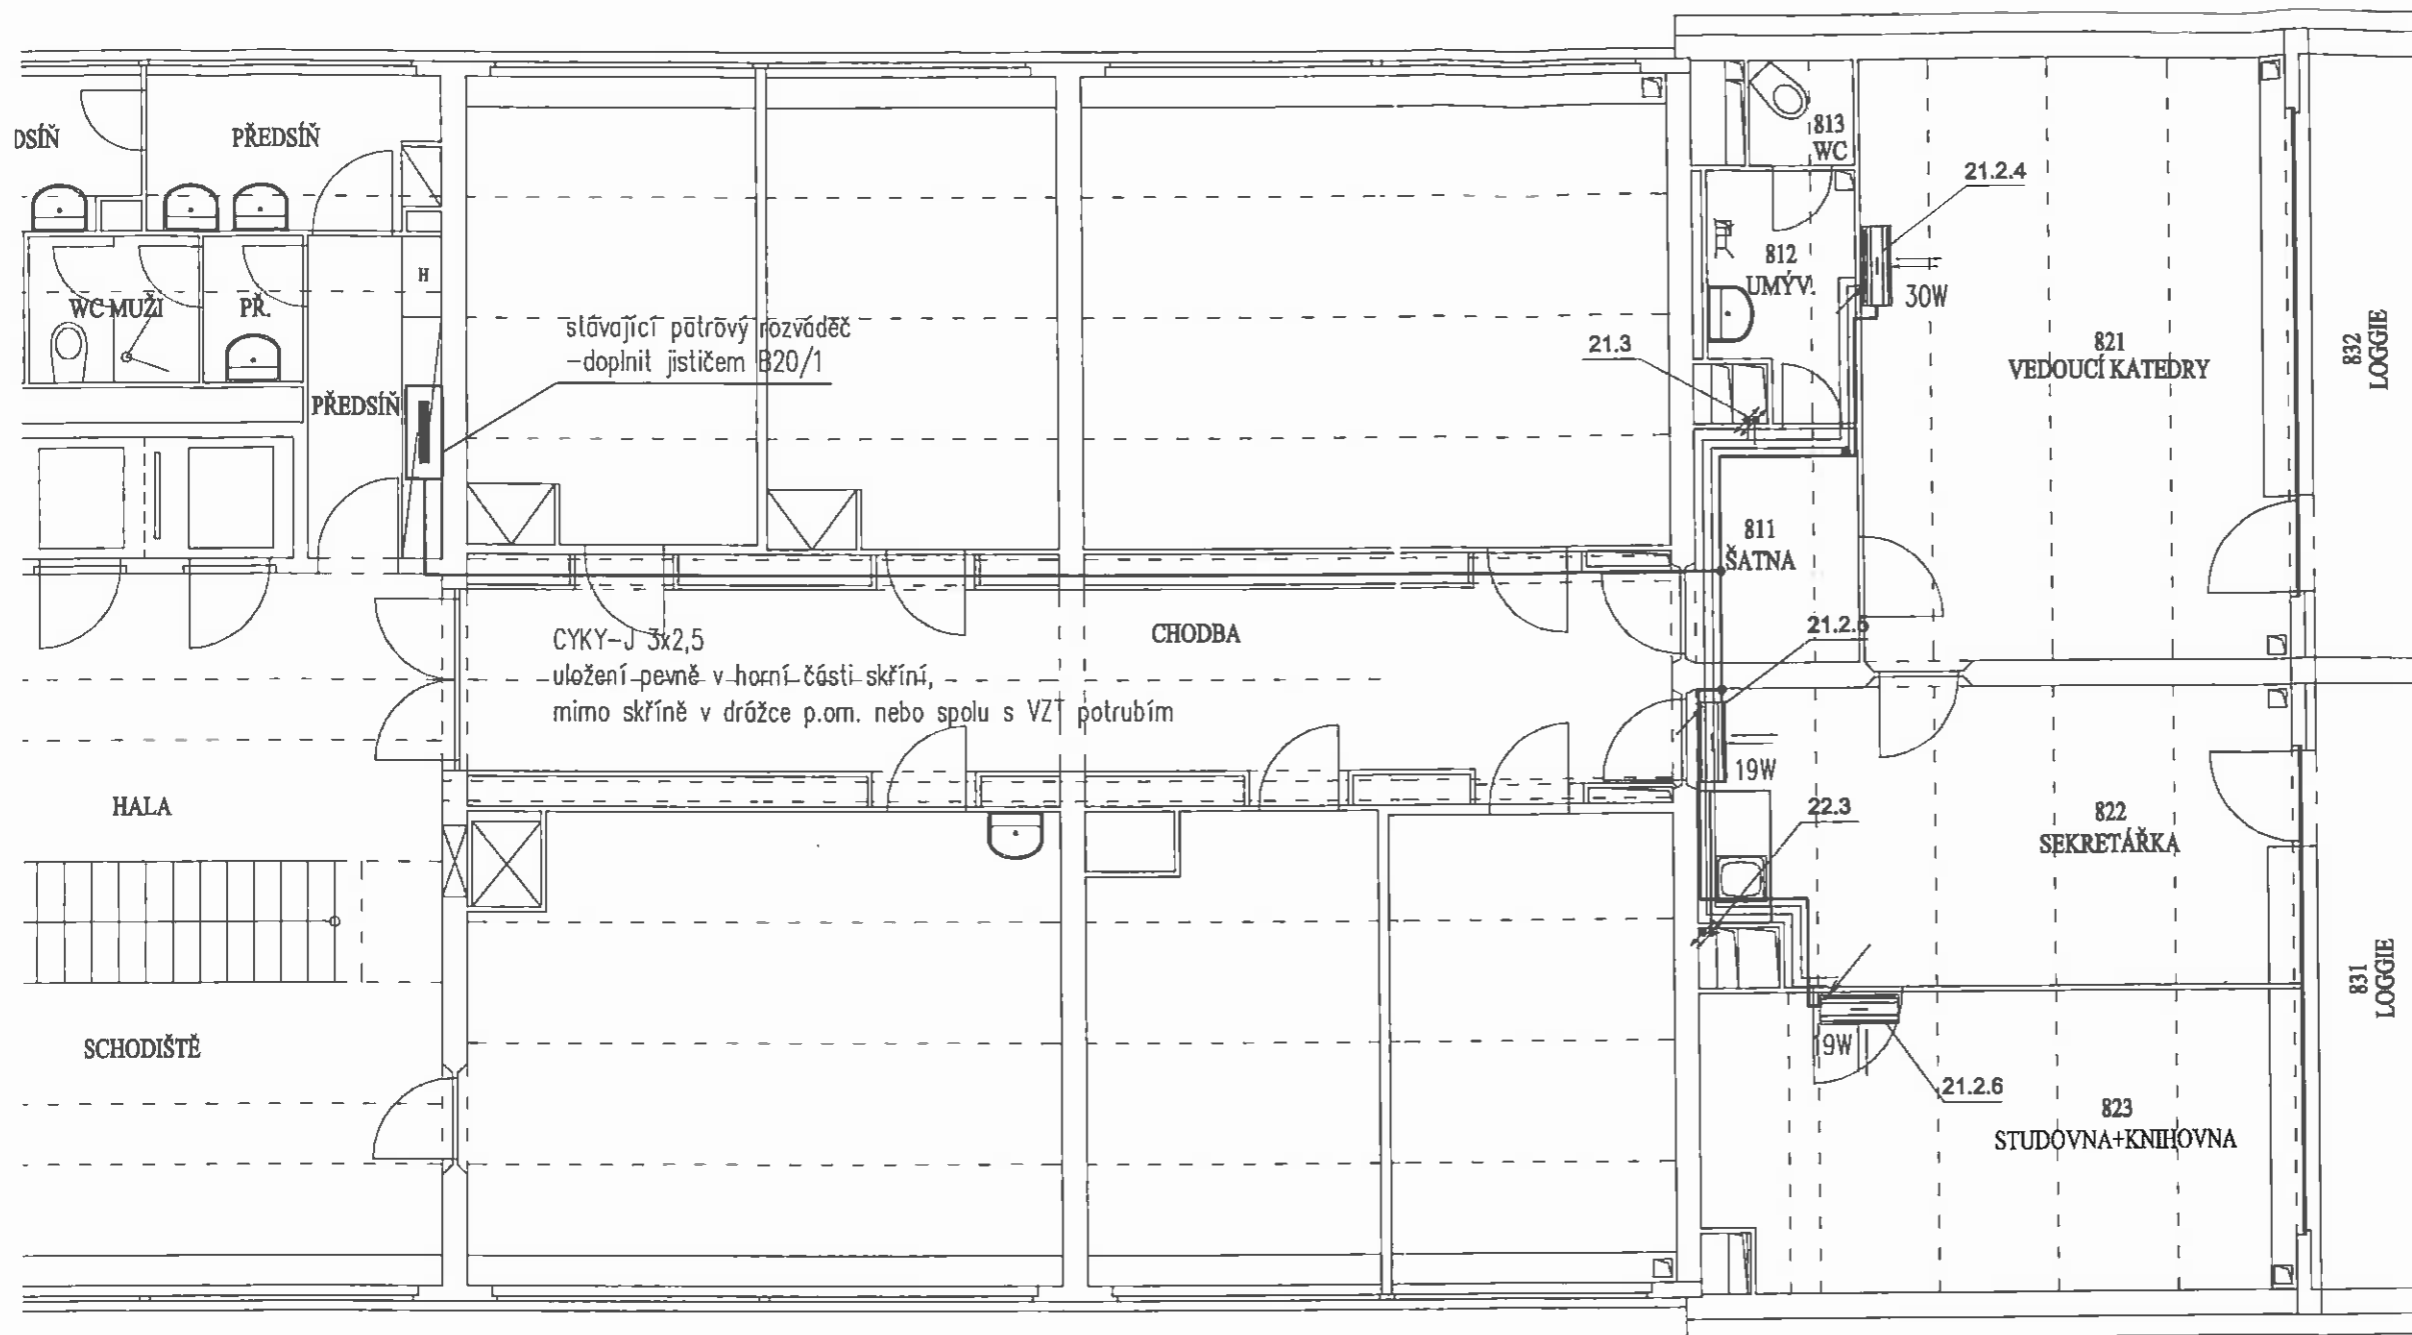 DSÍŇ
PŘEDSÍŇ
WC MUŽI
PŘ.
H
PŘEDSÍŇ
stávající patrový rozváděč
-doplnit jističem B20/1
813
WC
21.2.4
812
UMÝV.
30W
21.3
821
VEDOUCÍ KATEDRY
832
LOGGIE
811
ŠATNA
CHODBA
21.2.5
CYKY-J 3x2,5
uložení pevně v horní části skříní,
mimo skříně v drážce p.om. nebo spolu s VZT potrubím
19W
HALA
22.3
822
SEKRETÁŘKA
831
LOGGIE
SCHODIŠTĚ
19W
21.2.6
823
STUDOVNA+KNIHOVNA